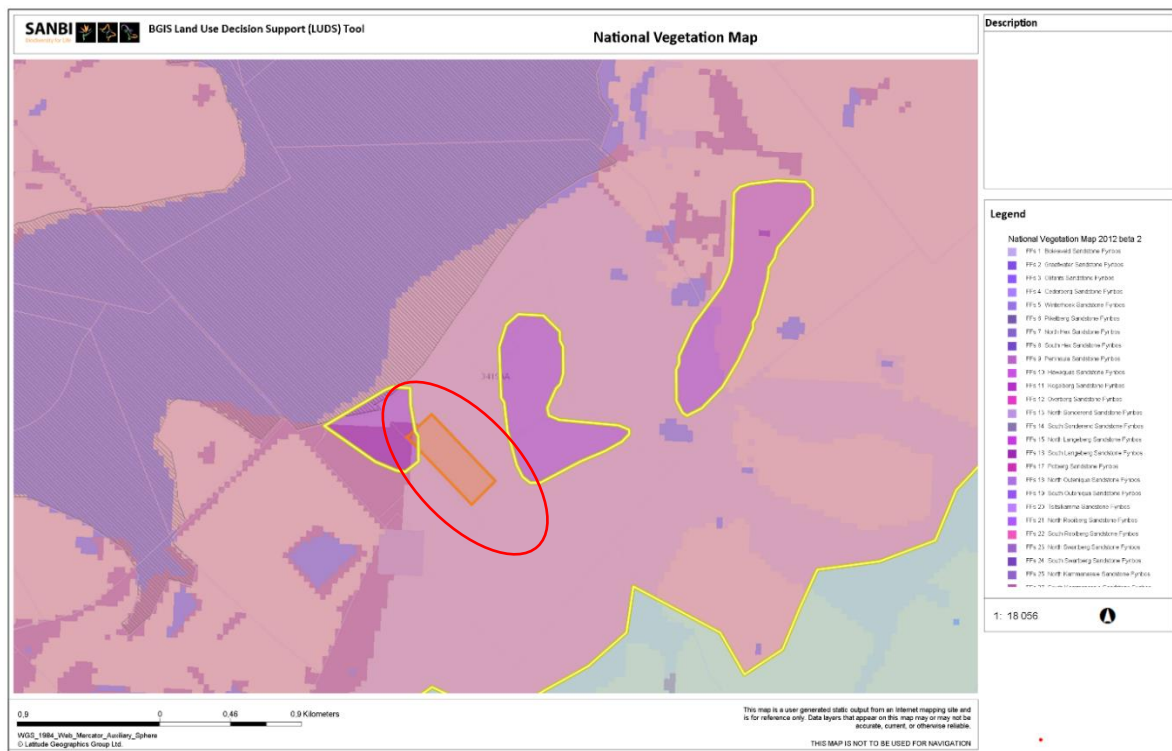 SANBI
Biodiversity for Life
BGIS Land Use Decision Support (LUDS) Tool
National Vegetation Map
Description
Legend
National Vegetation Map 2012 beta 2
FFs 1 Bokkeveld Sandstone Fynbos
FFs 2 Graafwater Sandstone Fynbos
FFs 3 Olifants Sandstone Fynbos
FFs 4 Cederberg Sandstone Fynbos
FFs 5 Winterhoek Sandstone Fynbos
FFs 6 Piketberg Sandstone Fynbos
FFs 7 North Hex Sandstone Fynbos
FFs 8 South Hex Sandstone Fynbos
FFs 9 Peninsula Sandstone Fynbos
FFs 10 Hawequas Sandstone Fynbos
FFs 11 Kogelberg Sandstone Fynbos
FFs 12 Overberg Sandstone Fynbos
FFs 13 North Sonderend Sandstone Fynbos
FFs 14 South Sonderend Sandstone Fynbos
FFs 15 North Langeberg Sandstone Fynbos
FFs 16 South Langeberg Sandstone Fynbos
FFs 17 Potberg Sandstone Fynbos
FFs 18 North Outeniqua Sandstone Fynbos
FFs 19 South Outeniqua Sandstone Fynbos
FFs 20 Tsitsikamma Sandstone Fynbos
FFs 21 North Rooiberg Sandstone Fynbos
FFs 22 South Rooiberg Sandstone Fynbos
FFs 23 North Swartberg Sandstone Fynbos
FFs 24 South Swartberg Sandstone Fynbos
FFs 25 North Kammanassie Sandstone Fynbos
1: 18 056
0,9 0 0,46 0,9 Kilometers
WGS_1984_Web_Mercator_Auxiliary_Sphere
© Latitude Geographics Group Ltd.
This map is a user generated static output from an Internet mapping site and
is for reference only. Data layers that appear on this map may or may not be
accurate, current, or otherwise reliable.
THIS MAP IS NOT TO BE USED FOR NAVIGATION